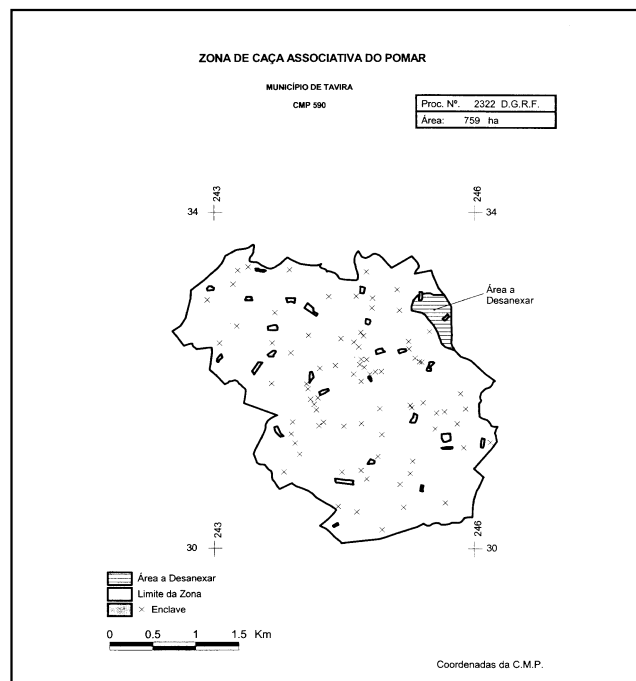 ZONA DE CAÇA ASSOCIATIVA DO POMAR
MUNICÍPIO DE TAVIRA
CMP 590
Proc. Nº. 2322 D.G.R.F.
Área: 759 ha
243
246
34
34
Área a
Desanexar
243
246
30
30
Área a Desanexar
Limite da Zona
Enclave
0 0.5 1 1.5 Km
Coordenadas da C.M.P.